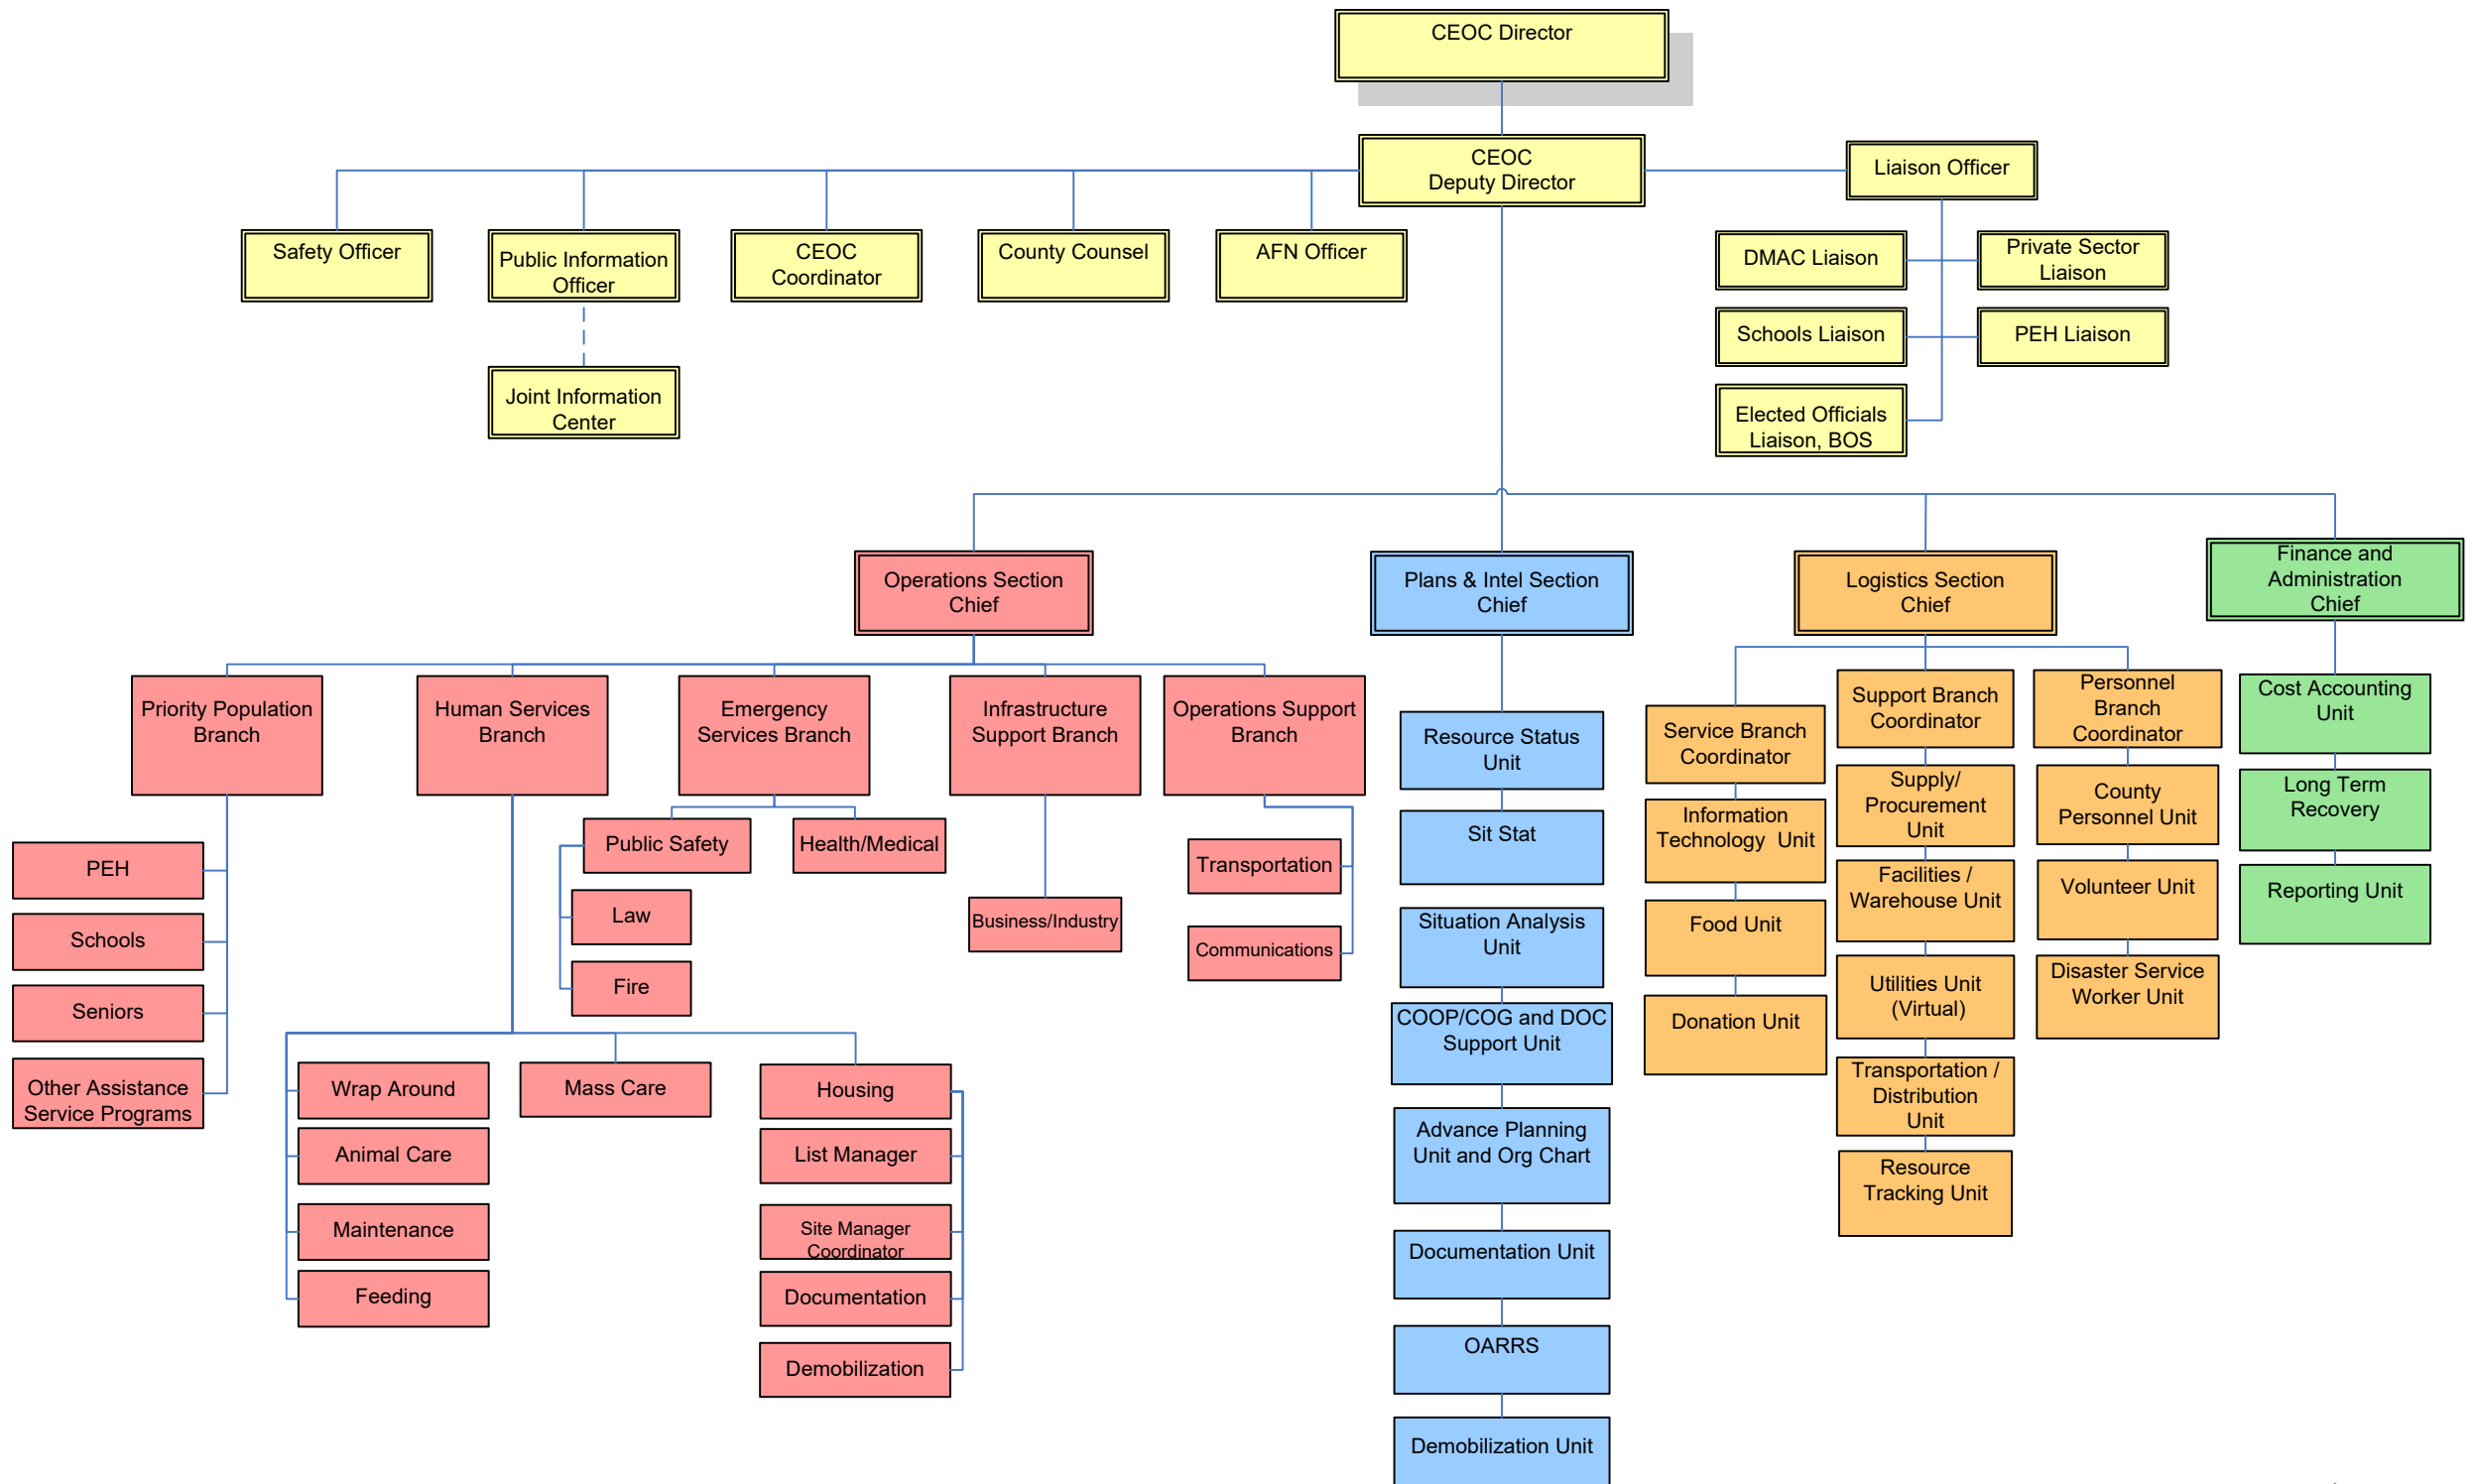 CEOC Director
CEOC
Deputy Director
Liaison Officer
Safety Officer
Public Information
Officer
CEOC
Coordinator
County Counsel
AFN Officer
DMAC Liaison
Private Sector
Liaison
Schools Liaison
PEH Liaison
Joint Information
Center
Elected Officials
Liaison, BOS
Operations Section
Chief
Plans & Intel Section
Chief
Logistics Section
Chief
Finance and
Administration
Chief
Priority Population
Branch
Human Services
Branch
Emergency
Services Branch
Infrastructure
Support Branch
Operations Support
Branch
PEH
Schools
Seniors
Other Assistance
Service Programs
Public Safety
Health/Medical
Law
Fire
Business/Industry
Transportation
Communications
Wrap Around
Animal Care
Maintenance
Feeding
Mass Care
Housing
List Manager
Site Manager
Coordinator
Documentation
Demobilization
Resource Status
Unit
Sit Stat
Situation Analysis
Unit
COOP/COG and DOC
Support Unit
Advance Planning
Unit and Org Chart
Documentation Unit
OARRS
Demobilization Unit
Service Branch
Coordinator
Information
Technology  Unit
Food Unit
Donation Unit
Support Branch
Coordinator
Supply/
Procurement
Unit
Facilities /
Warehouse Unit
Utilities Unit
(Virtual)
Transportation /
Distribution
Unit
Resource
Tracking Unit
Personnel
Branch
Coordinator
County
Personnel Unit
Volunteer Unit
Disaster Service
Worker Unit
Cost Accounting
Unit
Long Term
Recovery
Reporting Unit